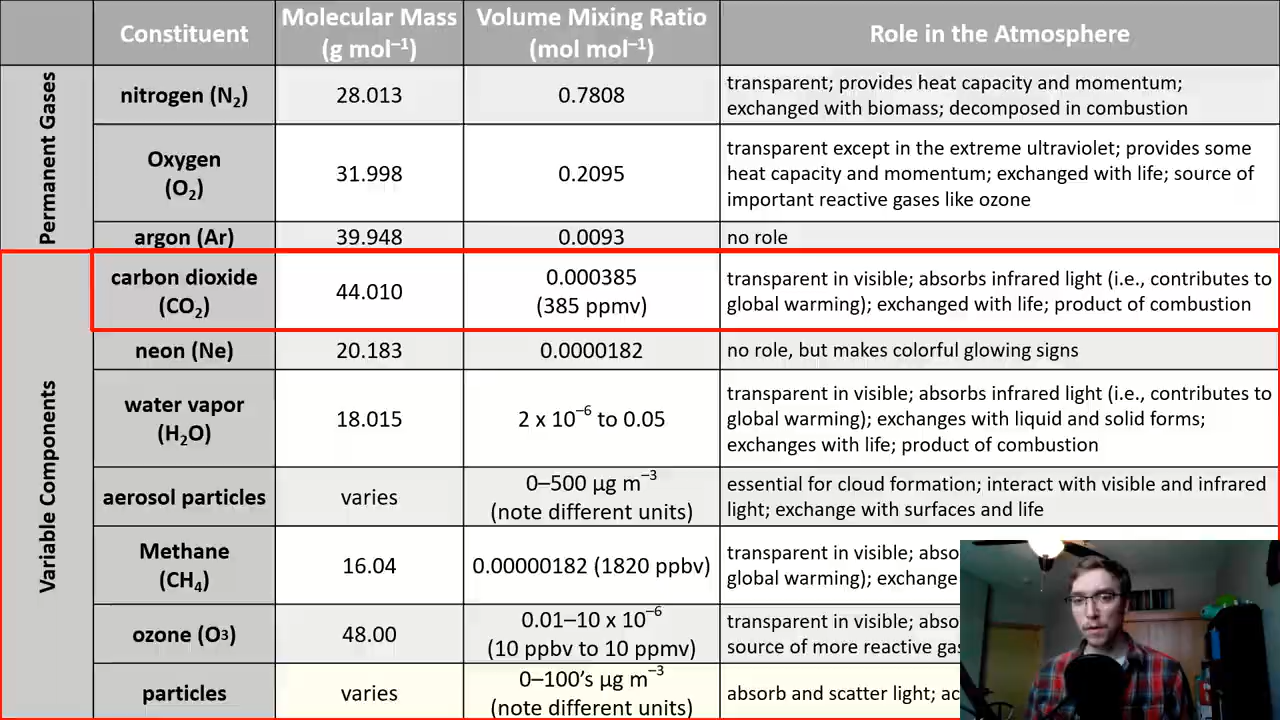 Constituent
Molecular Mass
(g mol⁻¹)
Volume Mixing Ratio
(mol mol⁻¹)
Role in the Atmosphere
Permanent Gases
nitrogen (N₂)
28.013
0.7808
transparent; provides heat capacity and momentum;
exchanged with biomass; decomposed in combustion
Oxygen
(O₂)
31.998
0.2095
transparent except in the extreme ultraviolet; provides some
heat capacity and momentum; exchanged with life; source of
important reactive gases like ozone
argon (Ar)
39.948
0.0093
no role
Variable Components
carbon dioxide
(CO₂)
44.010
0.000385
(385 ppmv)
transparent in visible; absorbs infrared light (i.e., contributes to
global warming); exchanged with life; product of combustion
neon (Ne)
20.183
0.0000182
no role, but makes colorful glowing signs
water vapor
(H₂O)
18.015
2 x 10⁻⁶ to 0.05
transparent in visible; absorbs infrared light (i.e., contributes to
global warming); exchanges with liquid and solid forms;
exchanges with life; product of combustion
aerosol particles
varies
0–500 µg m⁻³
(note different units)
essential for cloud formation; interact with visible and infrared
light; exchange with surfaces and life
Methane
(CH₄)
16.04
0.00000182 (1820 ppbv)
transparent in visible; abso
global warming); exchange
ozone (O3)
48.00
0.01–10 x 10⁻⁶
(10 ppbv to 10 ppmv)
transparent in visible; abso
source of more reactive gas
particles
varies
0–100’s µg m⁻³
(note different units)
absorb and scatter light; ac